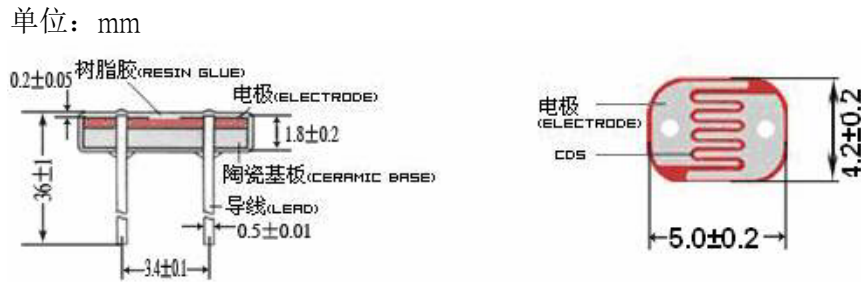 单位：mm
树脂胶(RESIN GLUE)
0.2±0.05
电极(ELECTRODE)
1.8±0.2
36±1
陶瓷基板(CERAMIC BASE)
导线(LEAD)
0.5±0.01
3.4±0.1
电极
(ELECTRODE)
CDS
4.2±0.2
5.0±0.2